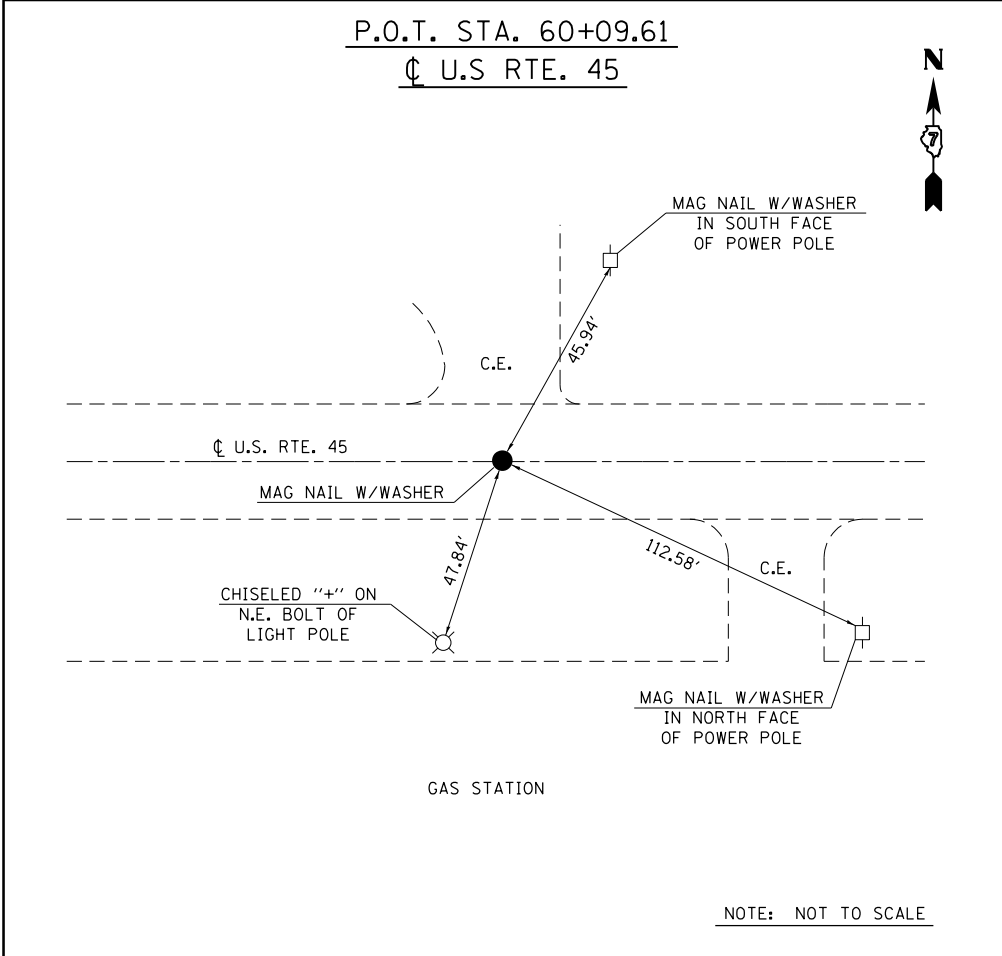 P.O.T. STA. 60+09.61
℄ U.S RTE. 45
N
7
MAG NAIL W/WASHER
IN SOUTH FACE
OF POWER POLE
45.94'
C.E.
℄ U.S. RTE. 45
MAG NAIL W/WASHER
47.84'
112.58'
C.E.
CHISELED "+" ON
N.E. BOLT OF
LIGHT POLE
MAG NAIL W/WASHER
IN NORTH FACE
OF POWER POLE
GAS STATION
NOTE: NOT TO SCALE